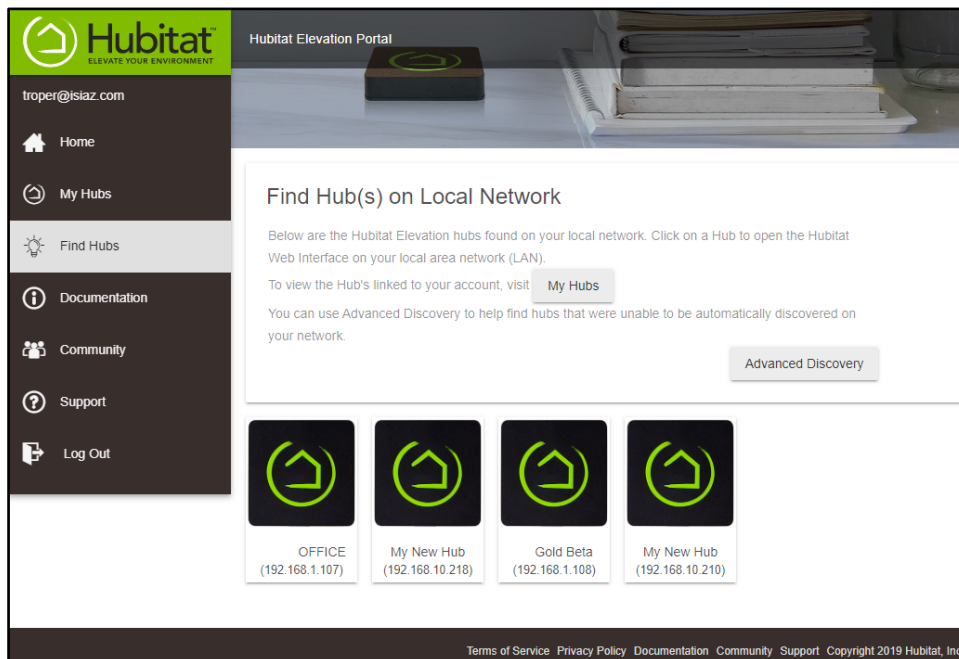 Hubitat™
ELEVATE YOUR ENVIRONMENT
Hubitat Elevation Portal
troper@isiaz.com
Home
My Hubs
Find Hubs
Documentation
Community
Support
Log Out
Find Hub(s) on Local Network
Below are the Hubitat Elevation hubs found on your local network. Click on a Hub to open the Hubitat
Web Interface on your local area network (LAN).
To view the Hub's linked to your account, visit My Hubs
You can use Advanced Discovery to help find hubs that were unable to be automatically discovered on
your network.
Advanced Discovery
OFFICE
(192.168.1.107)
My New Hub
(192.168.10.218)
Gold Beta
(192.168.1.108)
My New Hub
(192.168.10.210)
Terms of Service Privacy Policy Documentation Community Support Copyright 2019 Hubitat, Inc